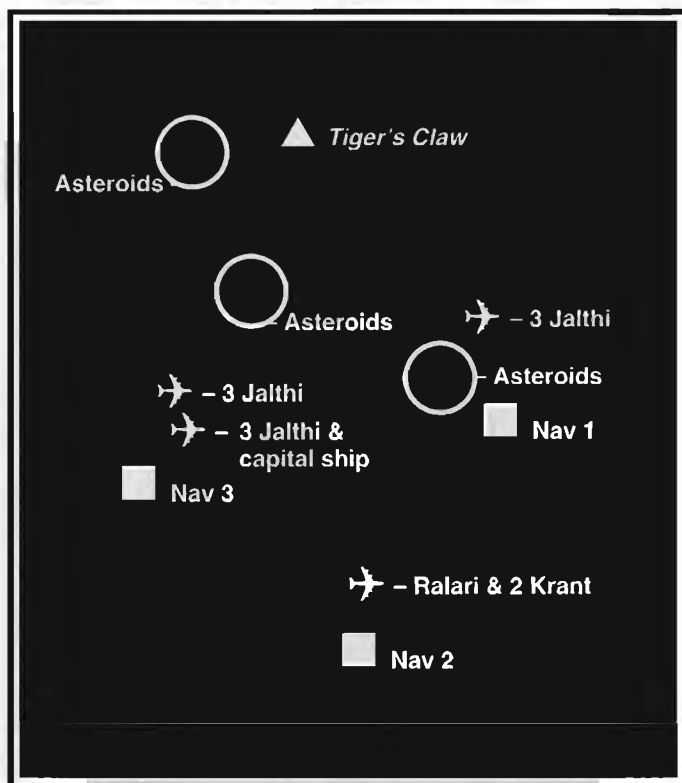 Tiger's Claw
Asteroids
Asteroids
– 3 Jalthi
Asteroids
– 3 Jalthi
Nav 1
– 3 Jalthi &
capital ship
Nav 3
– Ralari & 2 Krant
Nav 2